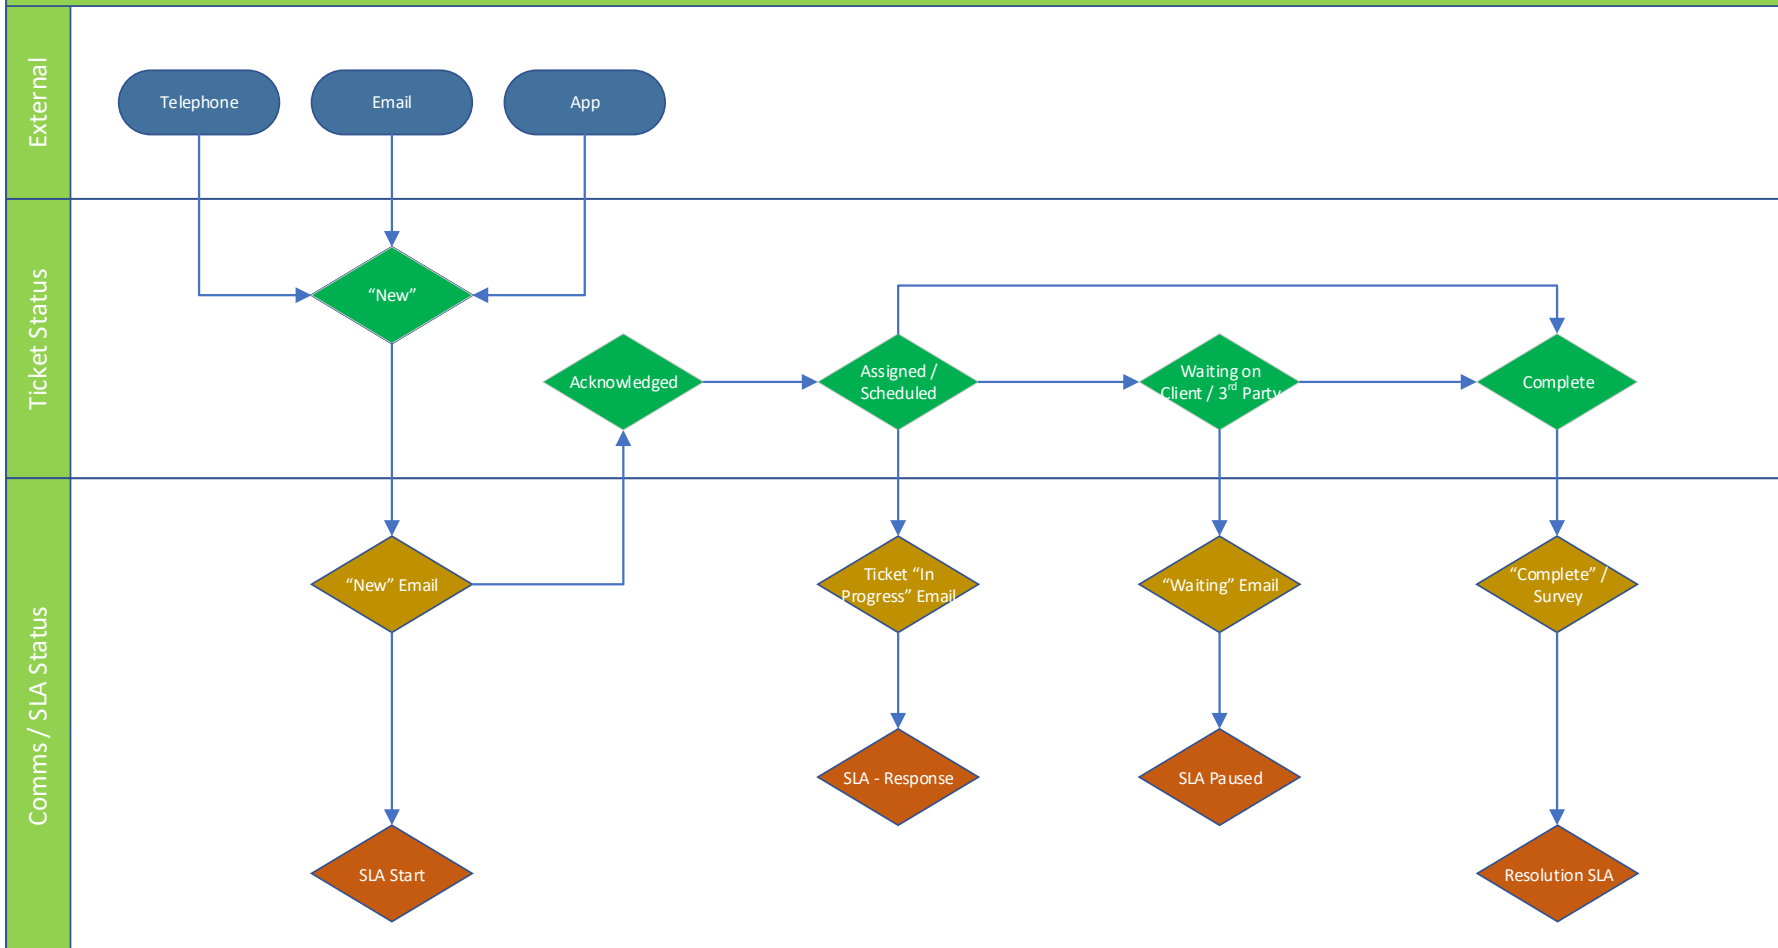 External
Telephone
Email
App
Ticket Status
“New”
Acknowledged
Assigned /
Scheduled
Waiting on
Client / 3rd Party
Complete
Comms / SLA Status
“New” Email
Ticket “In
Progress” Email
“Waiting” Email
“Complete” /
Survey
SLA - Response
SLA Paused
SLA Start
Resolution SLA